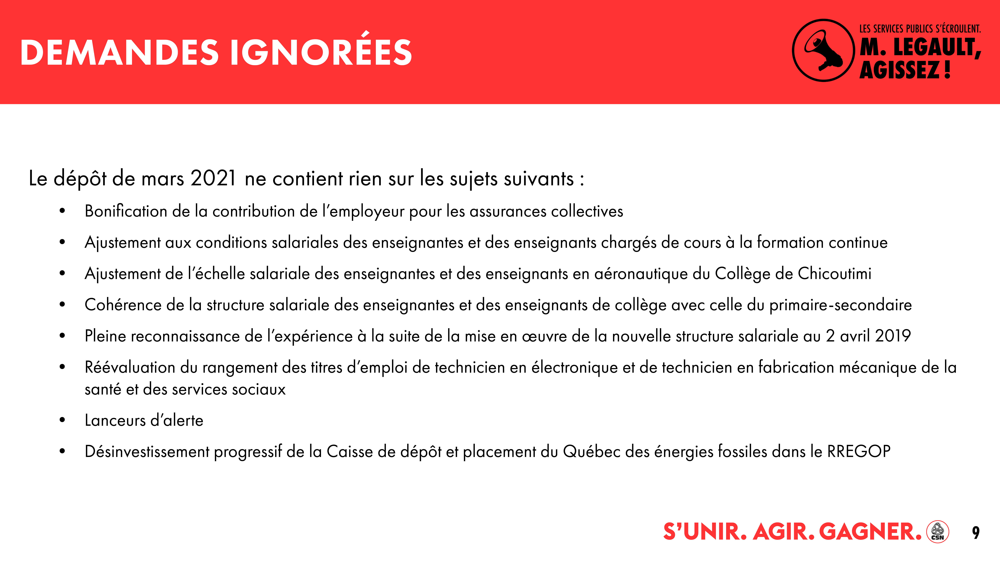 DEMANDES IGNORÉES
LES SERVICES PUBLICS S’ÉCROULENT.
M. LEGAULT,
AGISSEZ !
Le dépôt de mars 2021 ne contient rien sur les sujets suivants :
• Bonification de la contribution de l’employeur pour les assurances collectives
• Ajustement aux conditions salariales des enseignantes et des enseignants chargés de cours à la formation continue
• Ajustement de l’échelle salariale des enseignantes et des enseignants en aéronautique du Collège de Chicoutimi
• Cohérence de la structure salariale des enseignantes et des enseignants de collège avec celle du primaire-secondaire
• Pleine reconnaissance de l’expérience à la suite de la mise en œuvre de la nouvelle structure salariale au 2 avril 2019
• Réévaluation du rangement des titres d’emploi de technicien en électronique et de technicien en fabrication mécanique de la
santé et des services sociaux
• Lanceurs d’alerte
• Désinvestissement progressif de la Caisse de dépôt et placement du Québec des énergies fossiles dans le RREGOP
S’UNIR. AGIR. GAGNER.
CSN
9